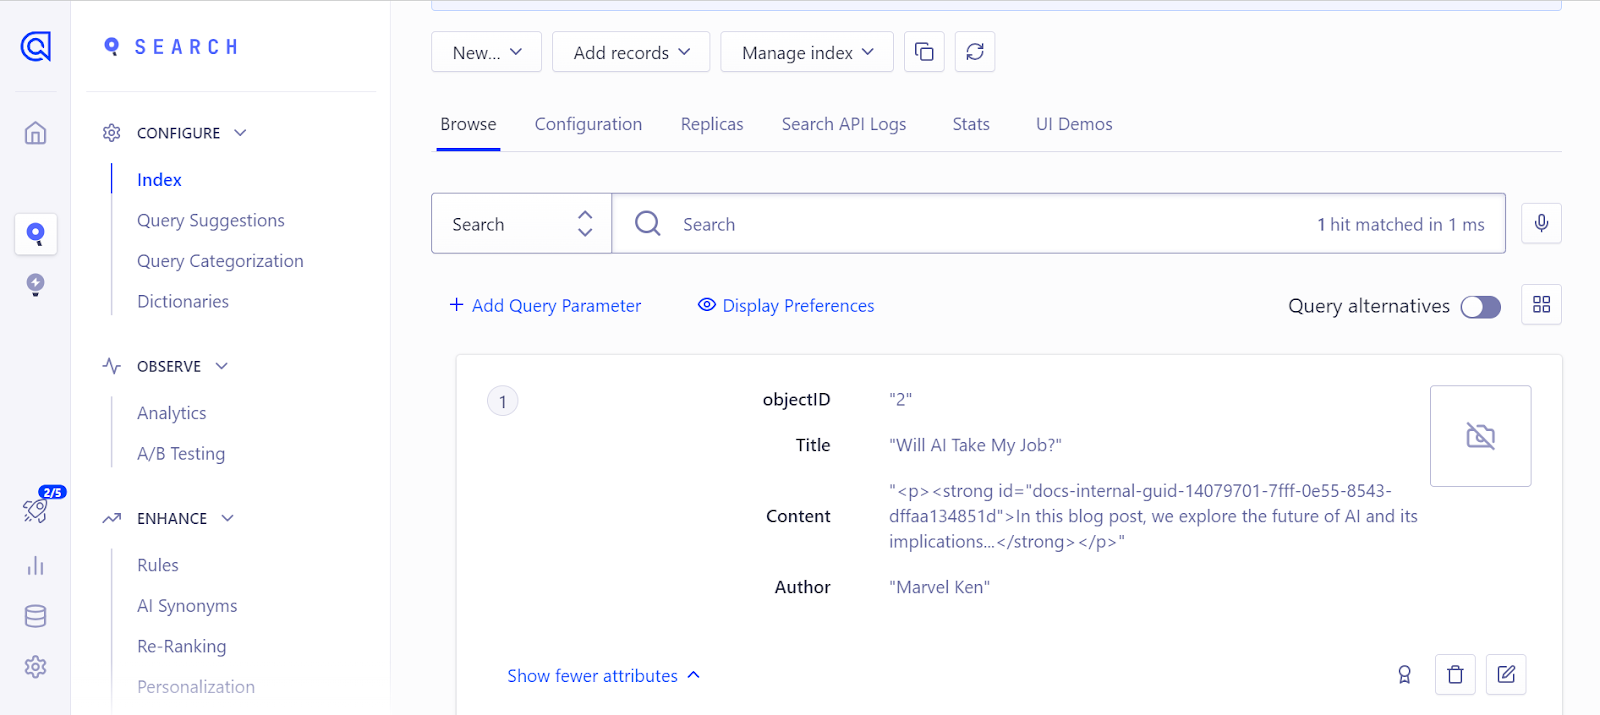 SEARCH
CONFIGURE
Index
Query Suggestions
Query Categorization
Dictionaries
OBSERVE
Analytics
A/B Testing
2/5
ENHANCE
Rules
AI Synonyms
Re-Ranking
Personalization
New...
Add records
Manage index
Browse
Configuration
Replicas
Search API Logs
Stats
UI Demos
Search
Search
1 hit matched in 1 ms
+ Add Query Parameter
Display Preferences
Query alternatives
1
objectID
"2"
Title
"Will AI Take My Job?"
Content
"<p><strong id="docs-internal-guid-14079701-7fff-0e55-8543-
dffaa134851d">In this blog post, we explore the future of AI and its
implications...</strong></p>"
Author
"Marvel Ken"
Show fewer attributes